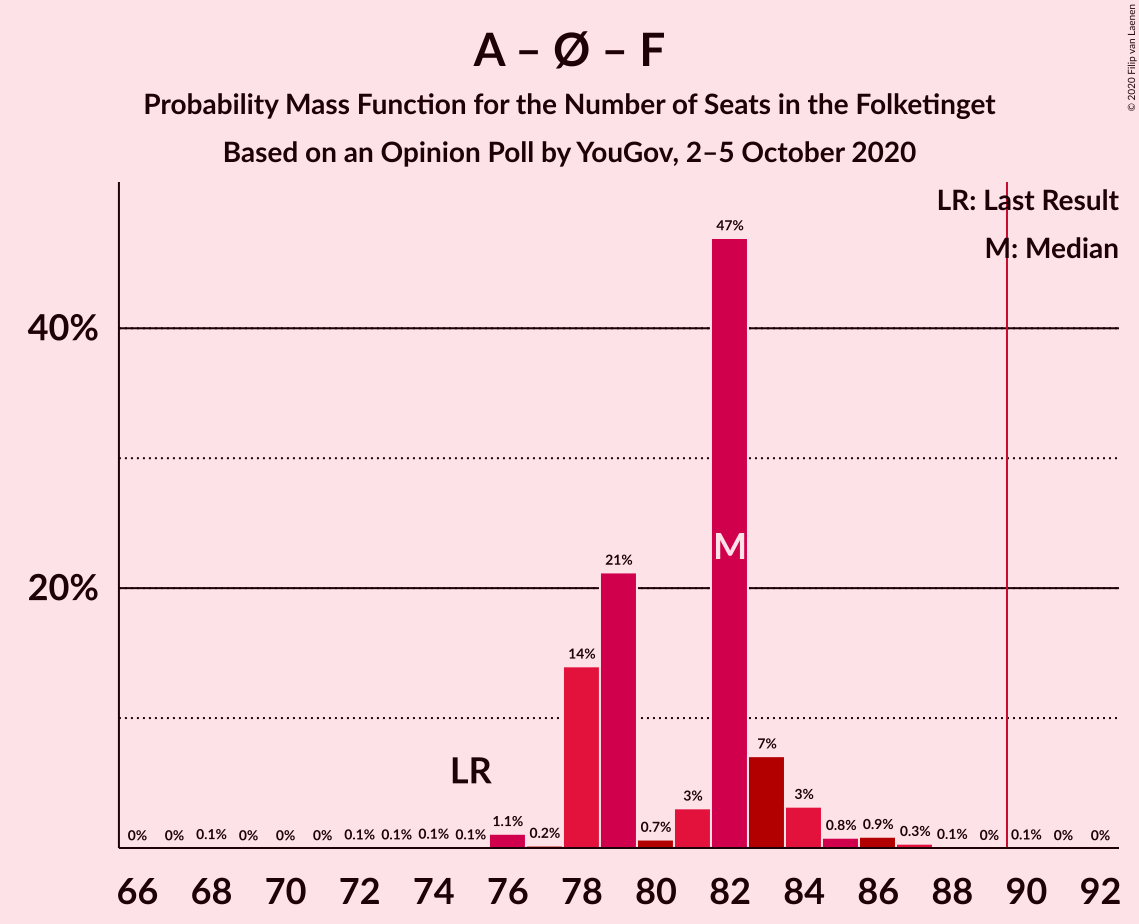 A – Ø – F
Probability Mass Function for the Number of Seats in the Folketinget
Based on an Opinion Poll by YouGov, 2–5 October 2020
© 2020 Filip van Laenen
LR: Last Result
M: Median
47%
40%
M
21%
20%
14%
LR
7%
3%
3%
0% 0% 0.1% 0% 0% 0% 0.1% 0.1% 0.1% 0.1% 1.1% 0.2% 0.7% 0.8% 0.9% 0.3% 0.1% 0% 0.1% 0% 0%
66 68 70 72 74 76 78 80 82 84 86 88 90 92